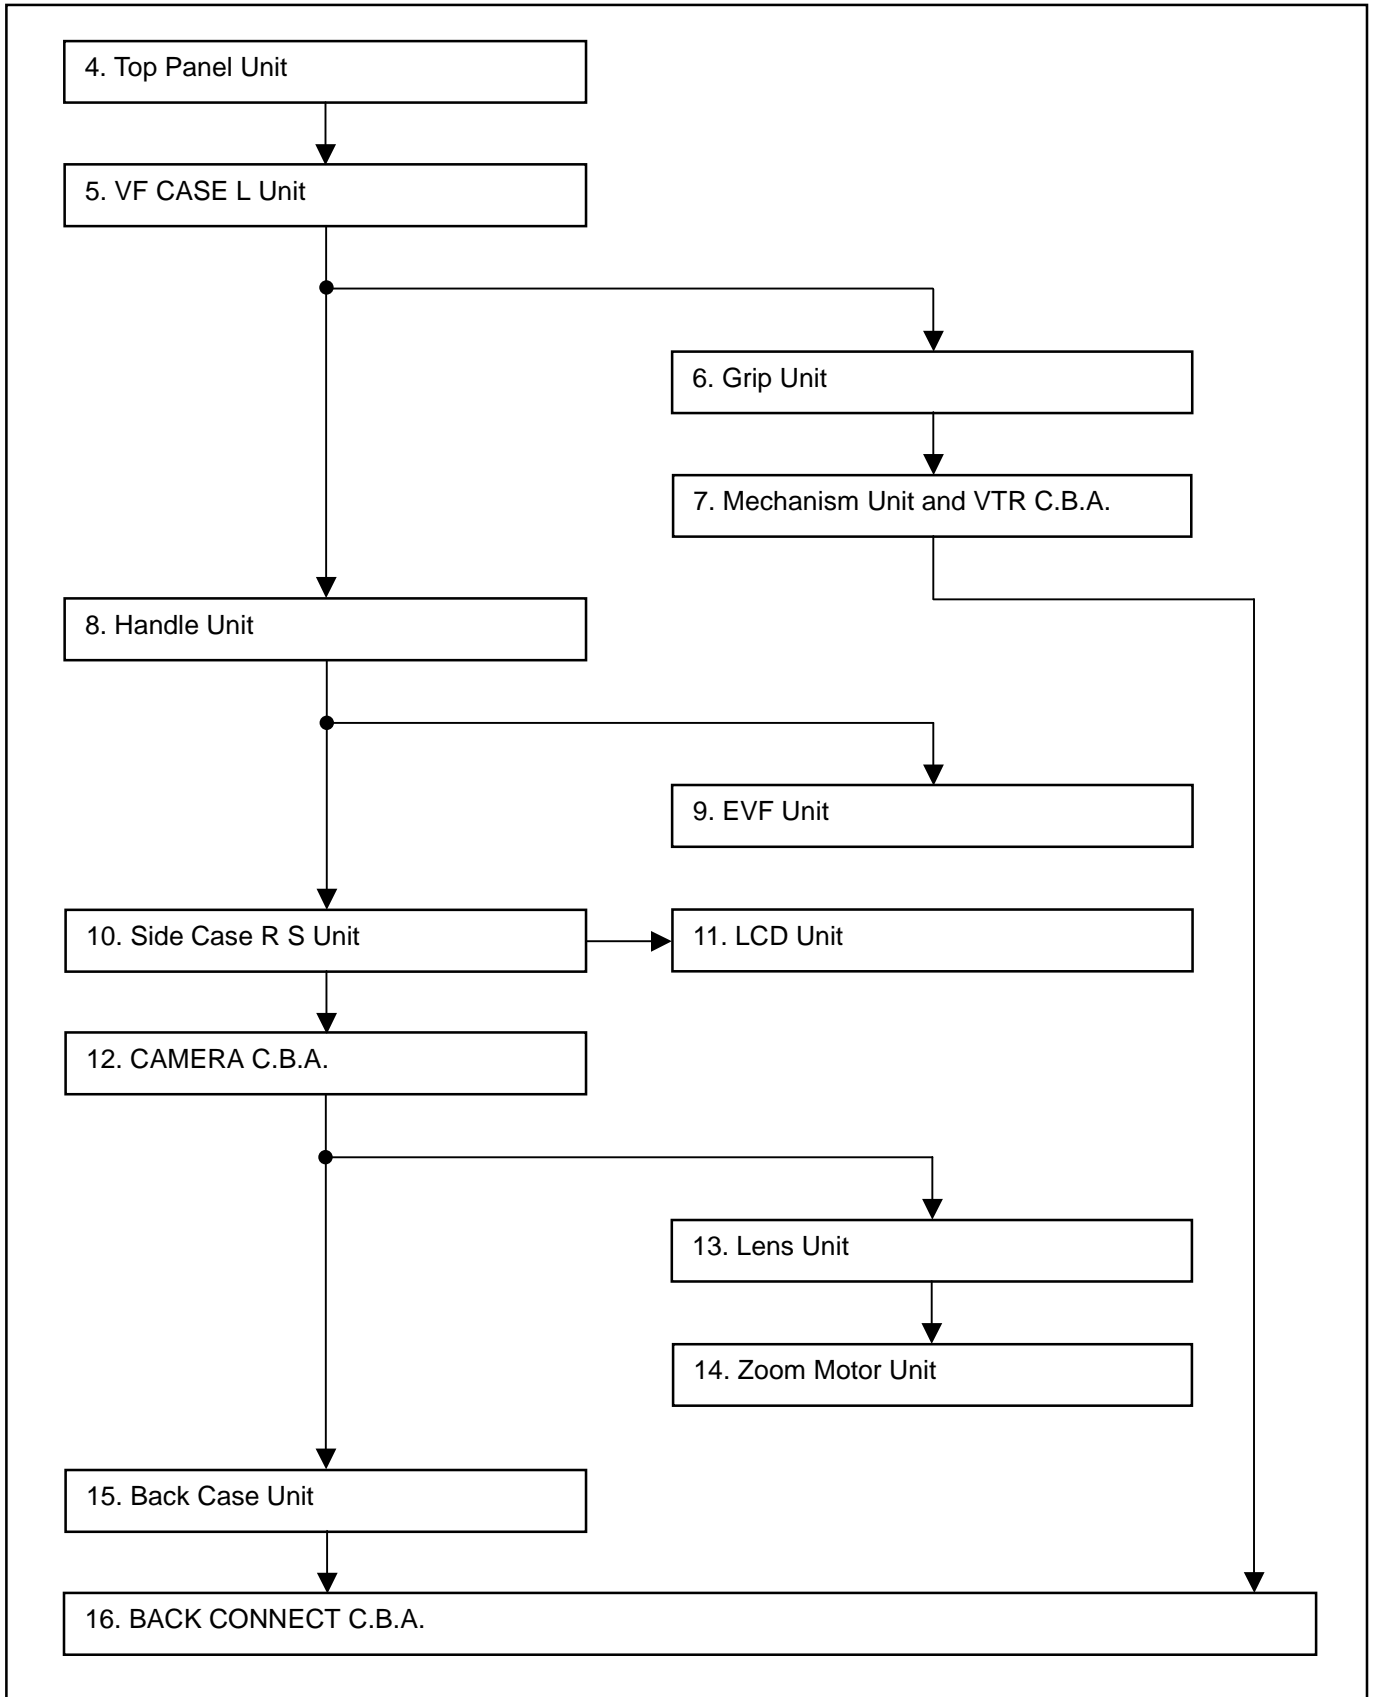 4. Top Panel Unit
5. VF CASE L Unit
6. Grip Unit
7. Mechanism Unit and VTR C.B.A.
8. Handle Unit
9. EVF Unit
10. Side Case R S Unit
11. LCD Unit
12. CAMERA C.B.A.
13. Lens Unit
14. Zoom Motor Unit
15. Back Case Unit
16. BACK CONNECT C.B.A.